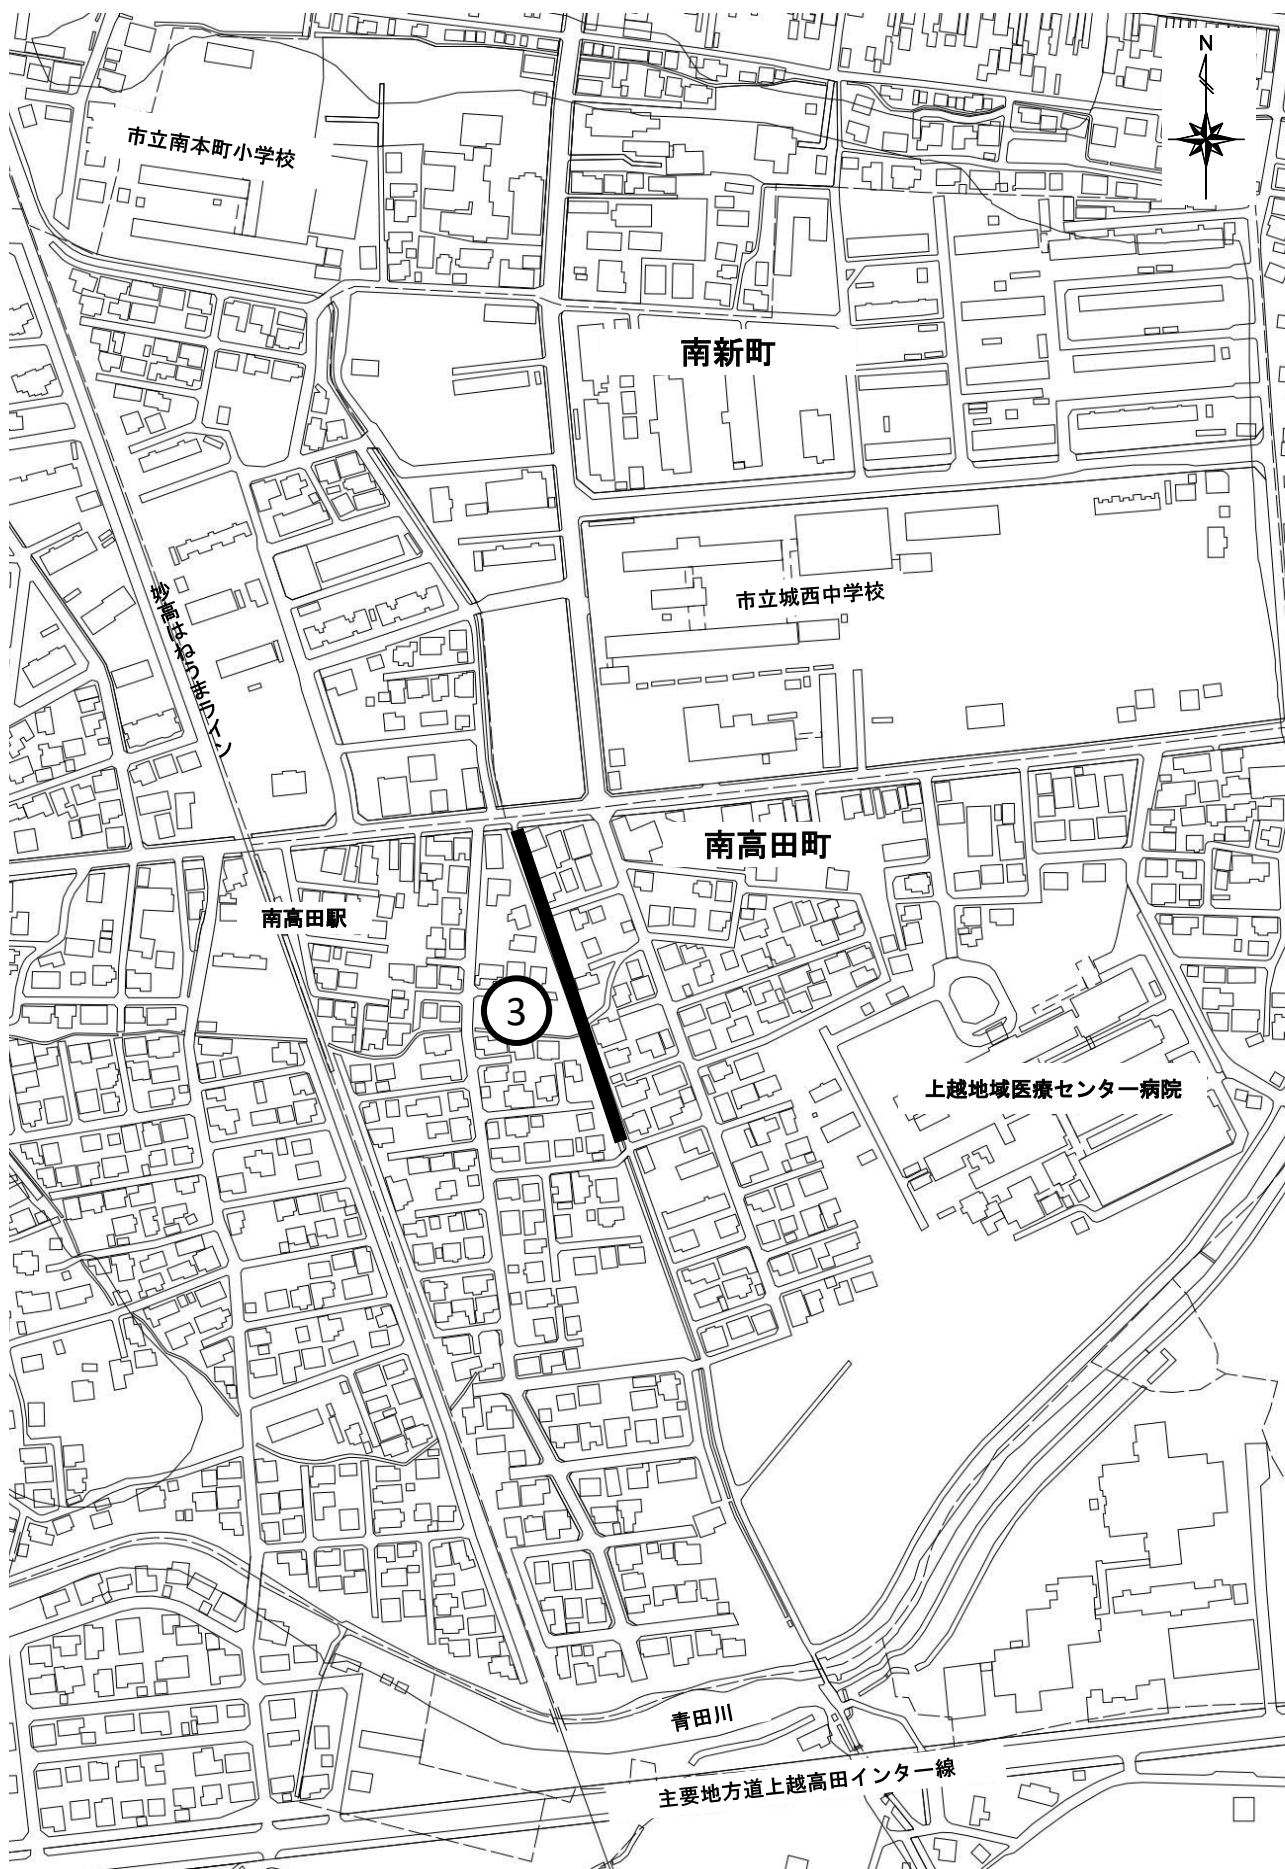 N
市立南本町小学校
南新町
市立城西中学校
妙高はねうまライン
南高田町
南高田駅
3
上越地域医療センター病院
青田川
主要地方道上越高田インター線